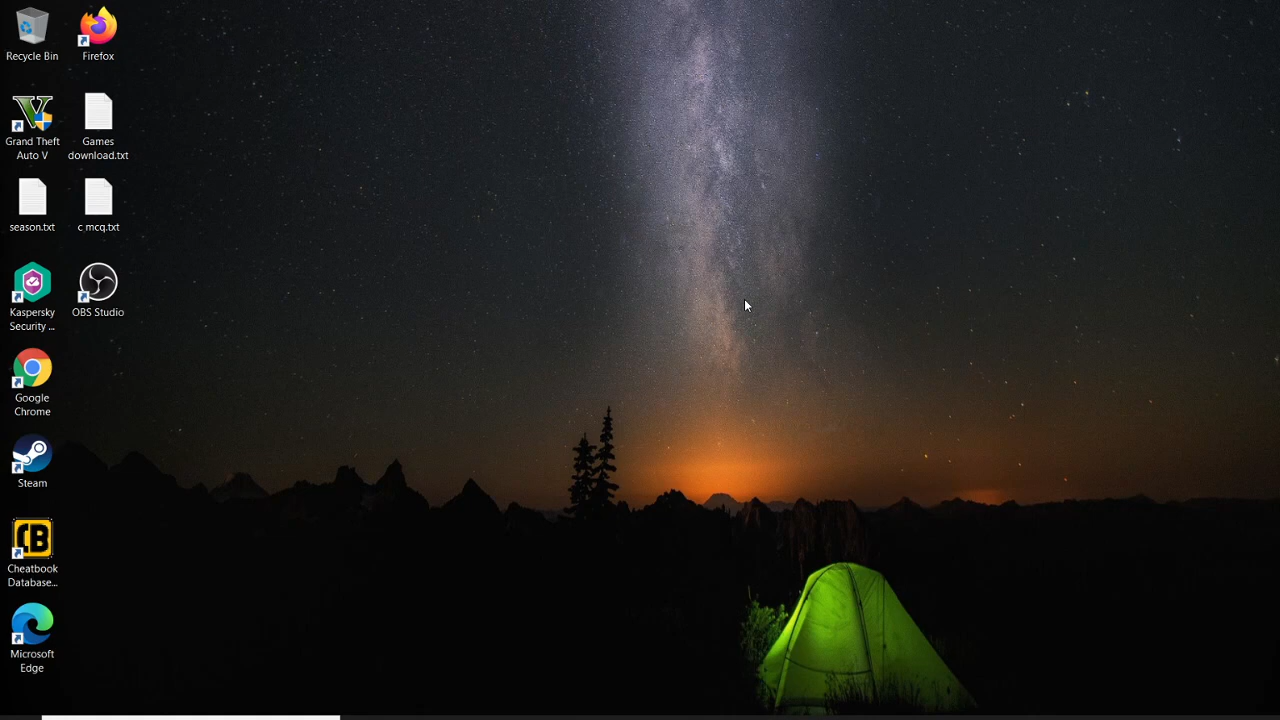 Recycle Bin
Firefox
Grand Theft
Auto V
Games
download.txt
season.txt
c mcq.txt
Kaspersky
Security ...
OBS Studio
Google
Chrome
Steam
CB
Cheatbook
Database...
Microsoft
Edge